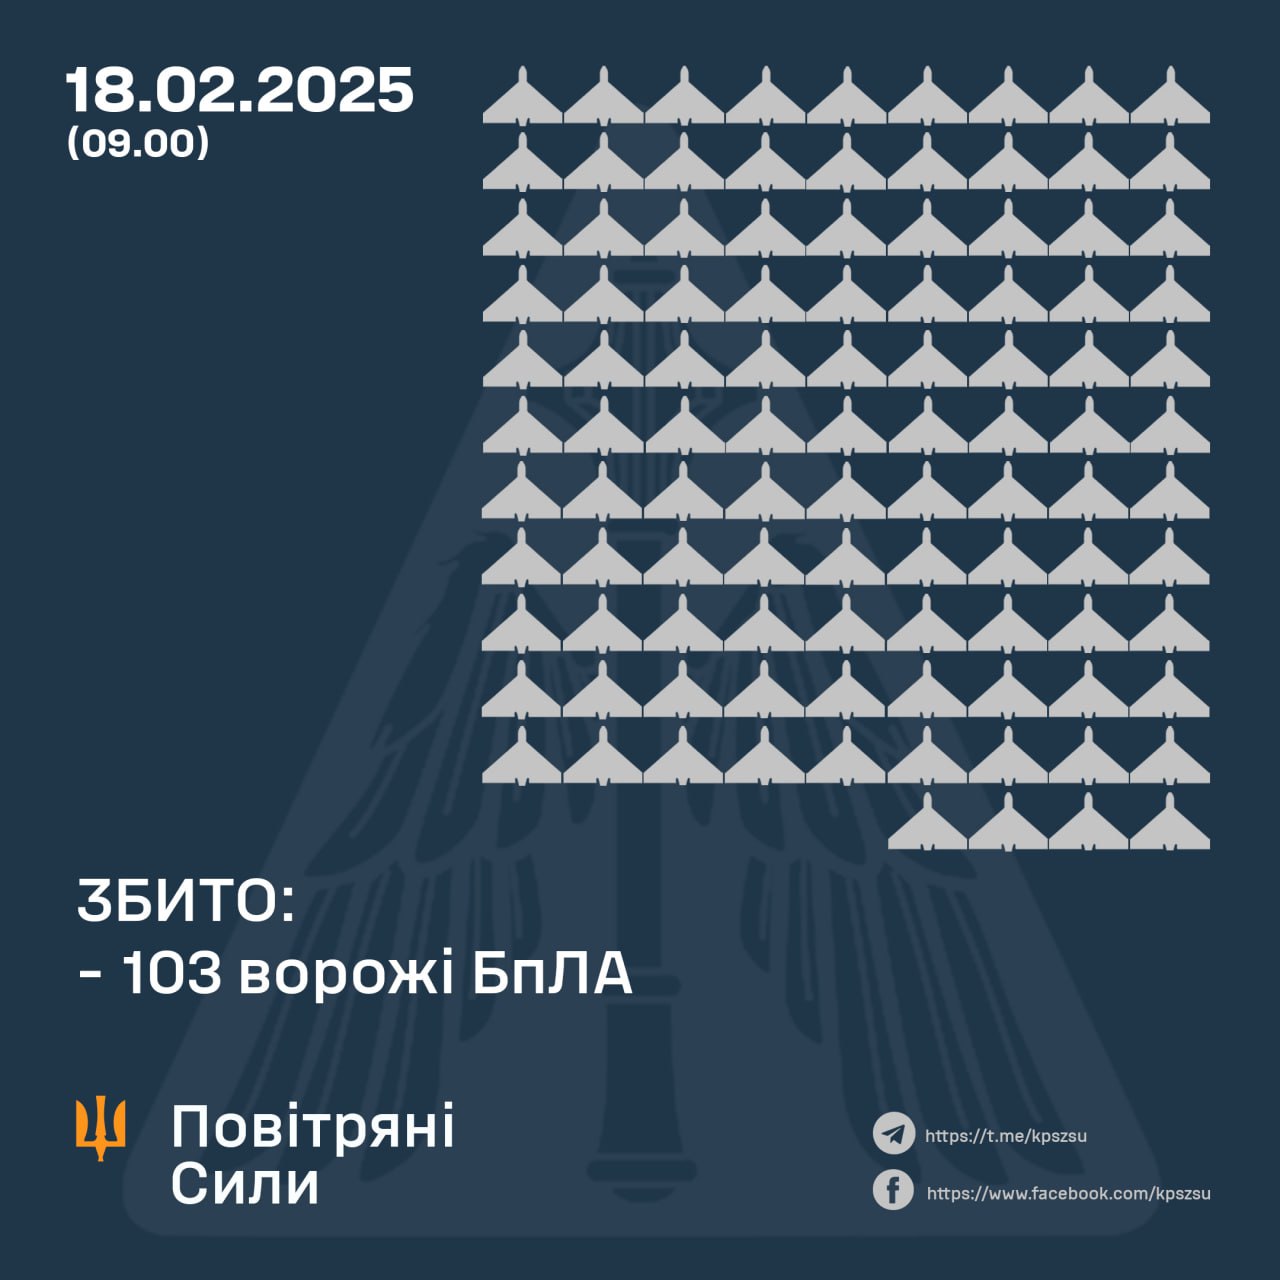 18.02.2025
(09.00)
ЗБИТО:
- 103 ворожі БпЛА
Повітряні
Сили
https://t.me/kpszsu
https://www.facebook.com/kpszsu